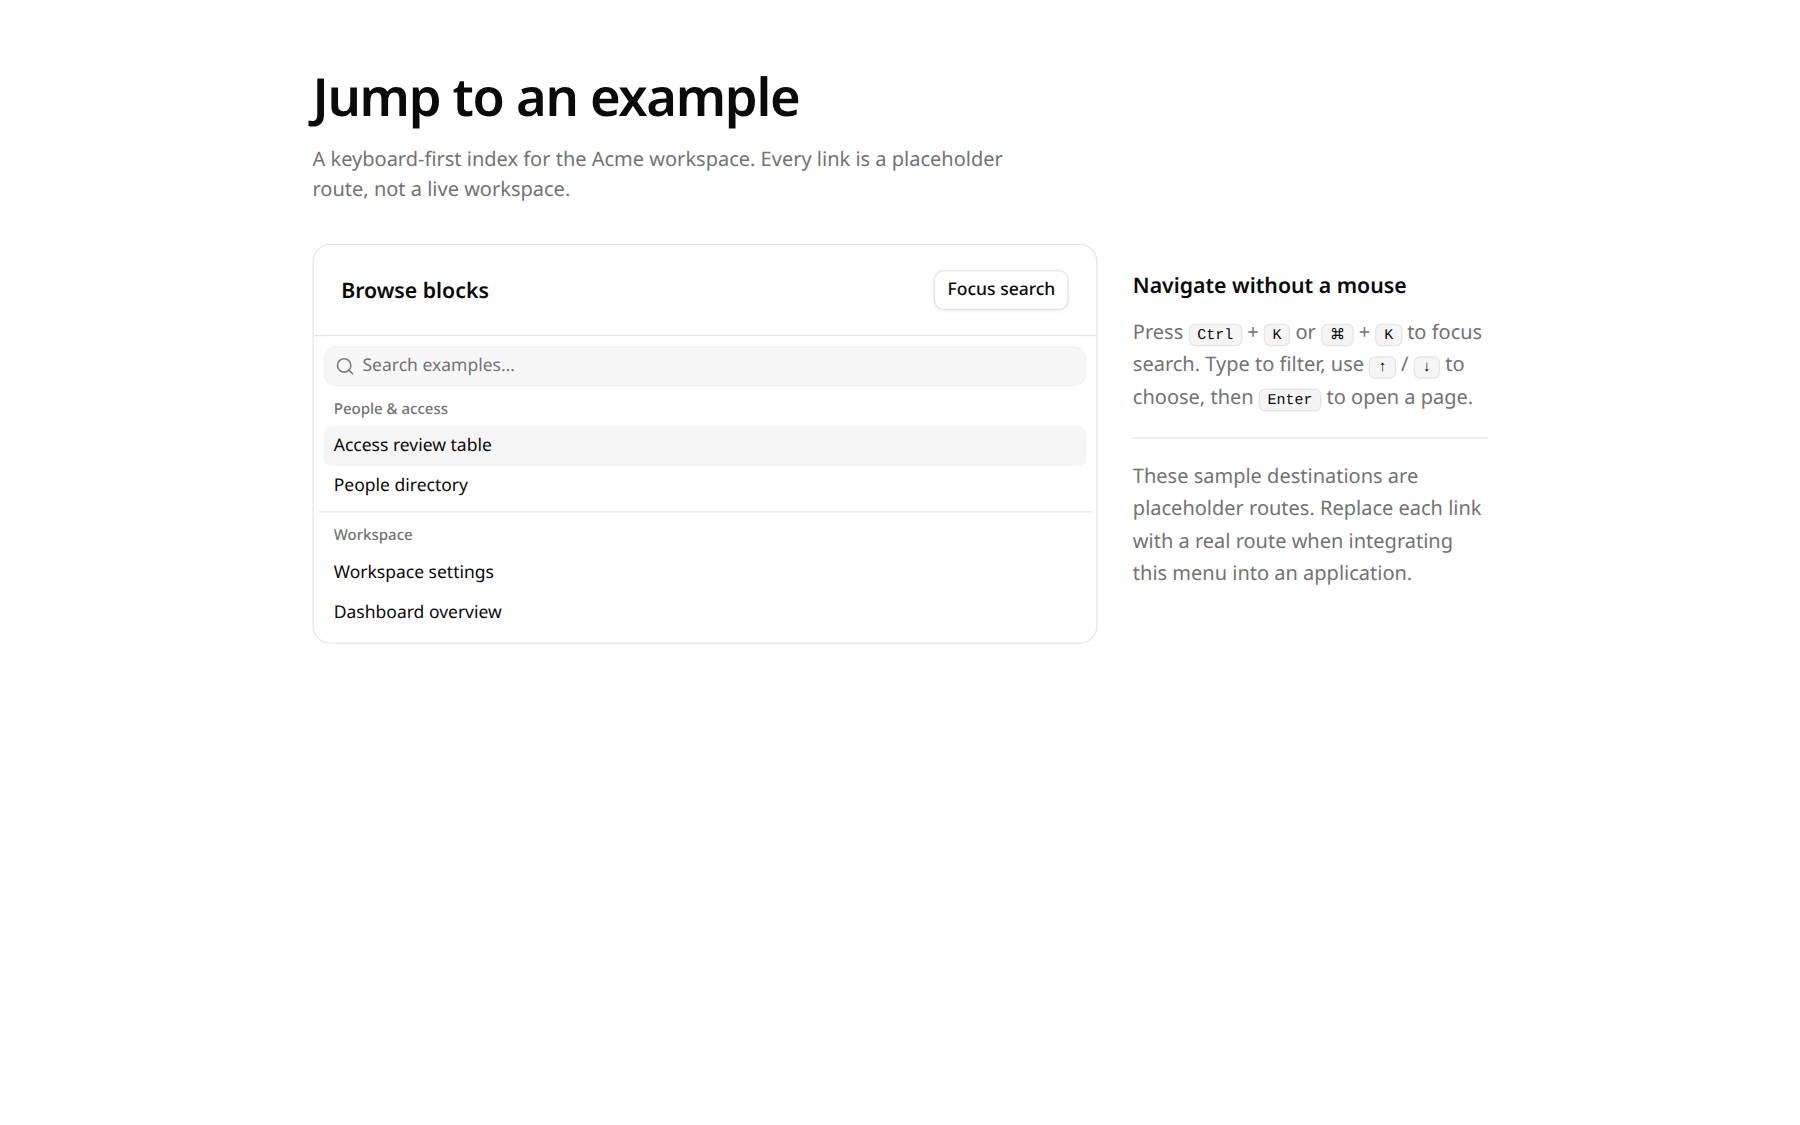 Jump to an example
A keyboard-first index for the Acme workspace. Every link is a placeholder
route, not a live workspace.
Browse blocks
Focus search
Search examples...
People & access
Access review table
People directory
Workspace
Workspace settings
Dashboard overview
Navigate without a mouse
Press Ctrl + K or ⌘ + K to focus
search. Type to filter, use ↑ / ↓ to
choose, then Enter to open a page.
These sample destinations are
placeholder routes. Replace each link
with a real route when integrating
this menu into an application.